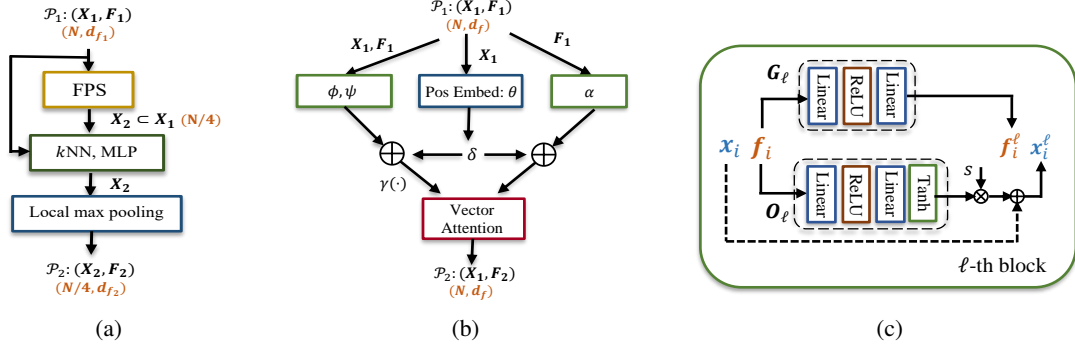 𝒫₁: (X₁, F₁)
(N, d_f₁)
FPS
X₂ ⊂ X₁ (N/4)
kNN, MLP
X₂
Local max pooling
𝒫₂: (X₂, F₂)
(N/4, d_f₂)
(a)
𝒫₁: (X₁, F₁)
(N, d_f)
X₁, F₁
X₁
F₁
ϕ, ψ
Pos Embed: θ
α
δ
γ(·)
Vector
Attention
𝒫₂: (X₁, F₂)
(N, d_f)
(b)
G_ℓ
Linear
ReLU
Linear
x_i f_i
f_i^ℓ x_i^ℓ
s
Linear
ReLU
Linear
Tanh
O_ℓ
ℓ-th block
(c)